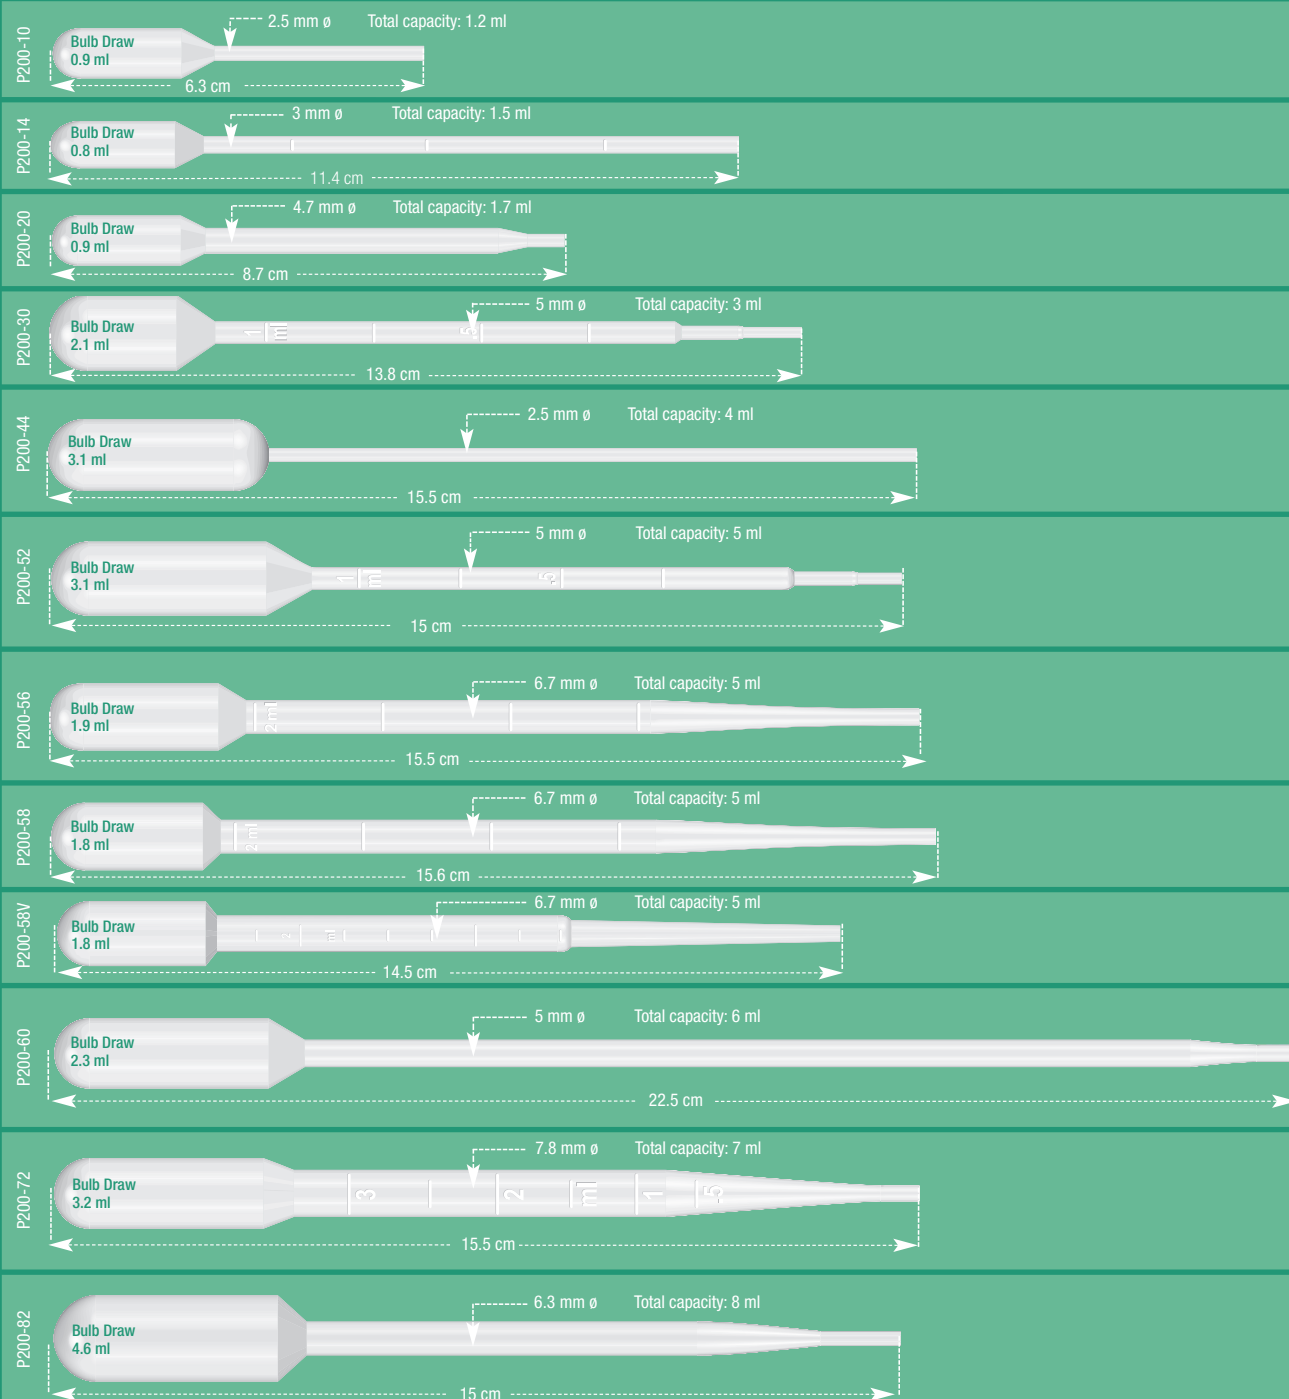 P200-10
2.5 mm ø Total capacity: 1.2 ml
Bulb Draw
0.9 ml
6.3 cm
P200-14
3 mm ø Total capacity: 1.5 ml
Bulb Draw
0.8 ml
11.4 cm
P200-20
4.7 mm ø Total capacity: 1.7 ml
Bulb Draw
0.9 ml
8.7 cm
P200-30
5 mm ø Total capacity: 3 ml
Bulb Draw
2.1 ml
1 ml .5
13.8 cm
P200-44
2.5 mm ø Total capacity: 4 ml
Bulb Draw
3.1 ml
15.5 cm
P200-52
5 mm ø Total capacity: 5 ml
Bulb Draw
3.1 ml
1 ml .5
15 cm
P200-56
6.7 mm ø Total capacity: 5 ml
Bulb Draw
1.9 ml
2 ml
15.5 cm
P200-58
6.7 mm ø Total capacity: 5 ml
Bulb Draw
1.8 ml
2 ml
15.6 cm
P200-58V
6.7 mm ø Total capacity: 5 ml
Bulb Draw
1.8 ml
2 ml
14.5 cm
P200-60
5 mm ø Total capacity: 6 ml
Bulb Draw
2.3 ml
22.5 cm
P200-72
7.8 mm ø Total capacity: 7 ml
Bulb Draw
3.2 ml
3 2 ml 1 .5
15.5 cm
P200-82
6.3 mm ø Total capacity: 8 ml
Bulb Draw
4.6 ml
15 cm